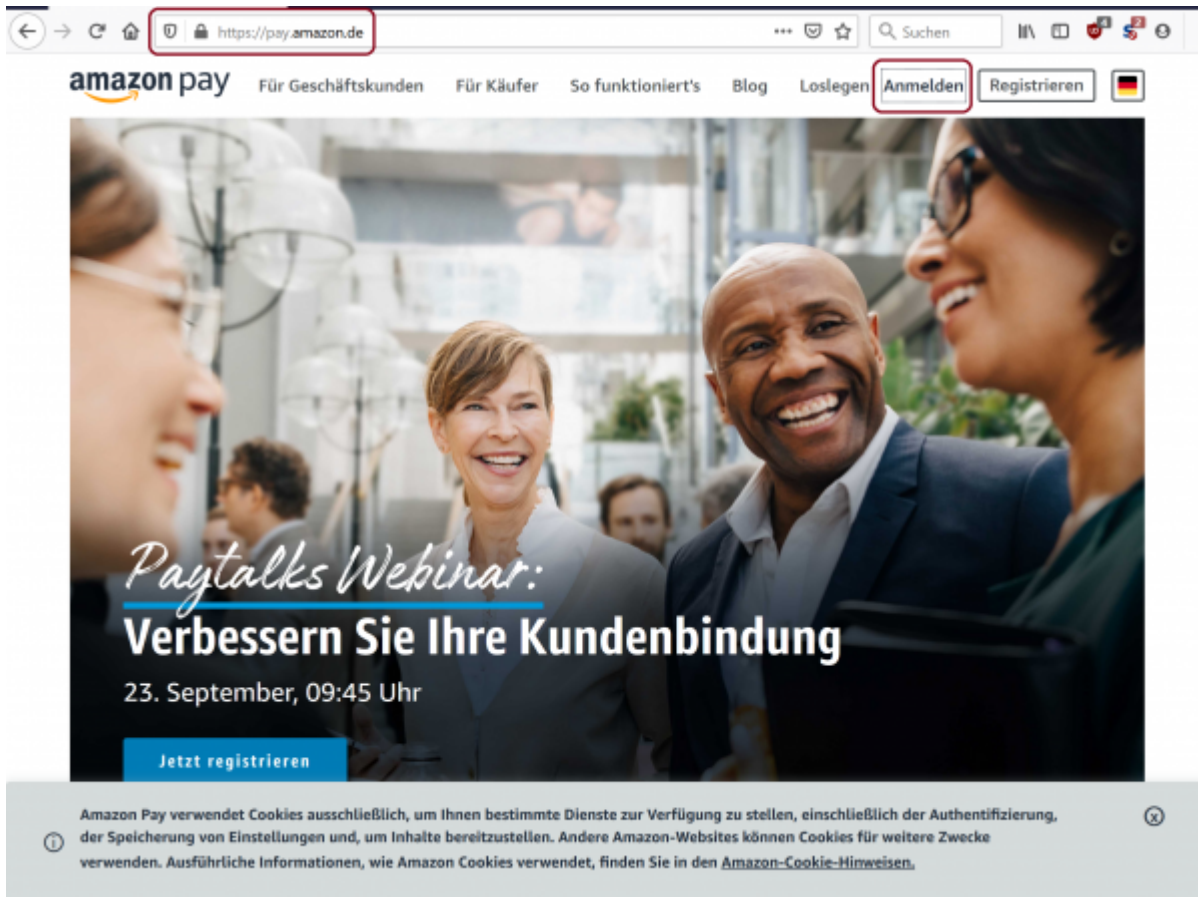 https://pay.amazon.de
Suchen
4
2
amazon pay
Für Geschäftskunden
Für Käufer
So funktioniert's
Blog
Loslegen
Anmelden
Registrieren
Paytalks Webinar:
Verbessern Sie Ihre Kundenbindung
23. September, 09:45 Uhr
Jetzt registrieren
Amazon Pay verwendet Cookies ausschließlich, um Ihnen bestimmte Dienste zur Verfügung zu stellen, einschließlich der Authentifizierung,
der Speicherung von Einstellungen und, um Inhalte bereitzustellen. Andere Amazon-Websites können Cookies für weitere Zwecke
verwenden. Ausführliche Informationen, wie Amazon Cookies verwendet, finden Sie in den Amazon-Cookie-Hinweisen.